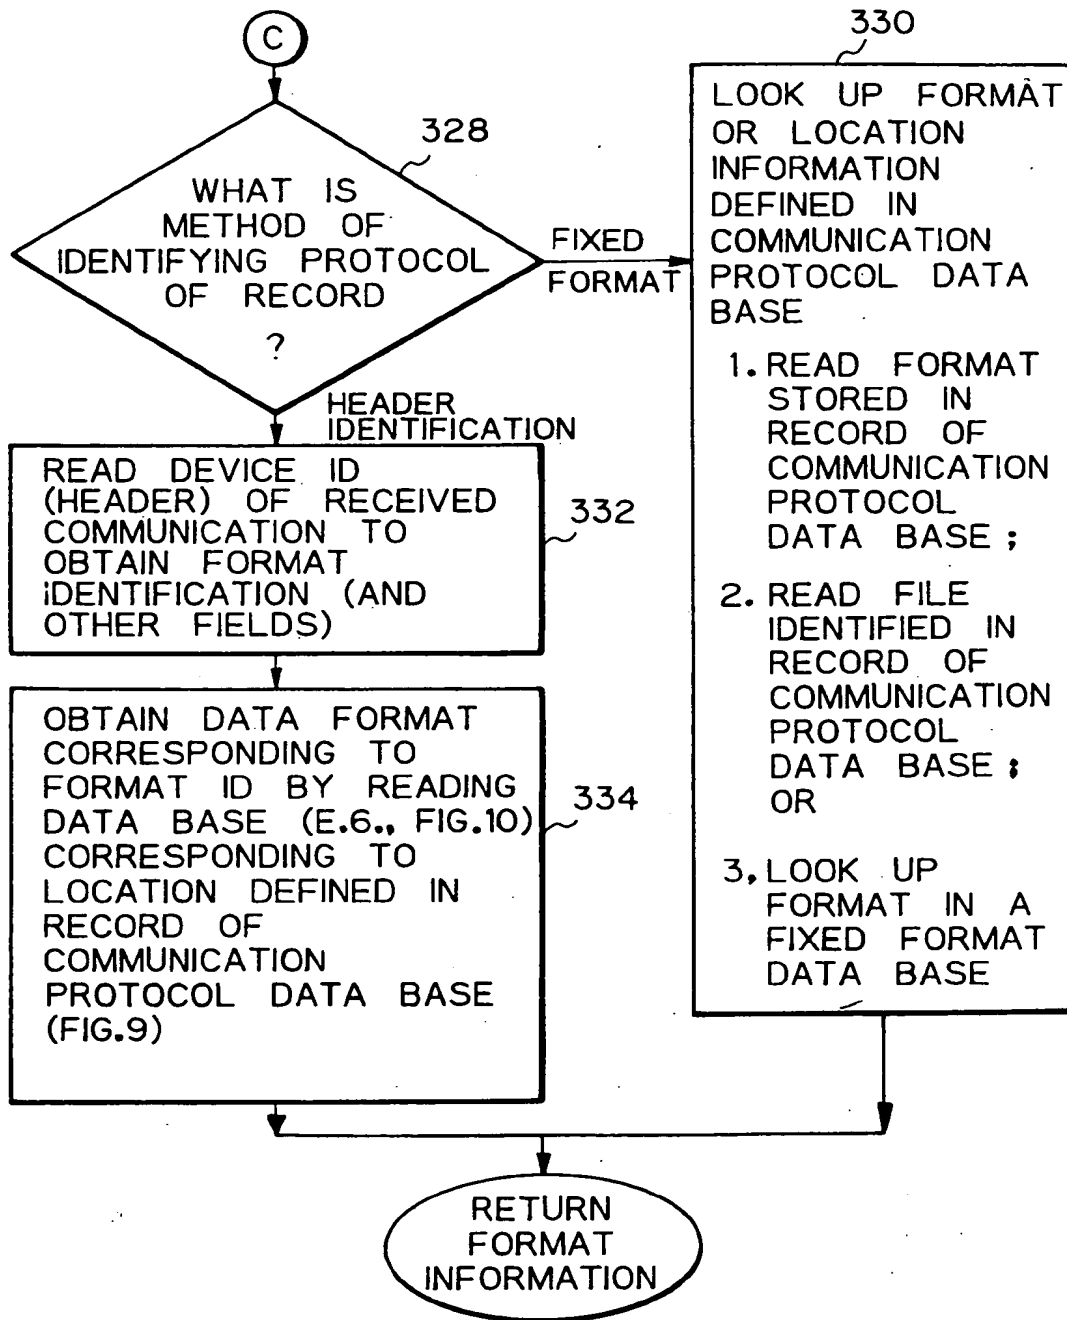 C
328
WHAT IS
METHOD OF
IDENTIFYING PROTOCOL
OF RECORD
?
FIXED
FORMAT
HEADER
IDENTIFICATION
330
LOOK UP FORMAT
OR LOCATION
INFORMATION
DEFINED IN
COMMUNICATION
PROTOCOL DATA
BASE
1. READ FORMAT
STORED IN
RECORD OF
COMMUNICATION
PROTOCOL
DATA BASE ;
2. READ FILE
IDENTIFIED IN
RECORD OF
COMMUNICATION
PROTOCOL
DATA BASE ;
OR
3, LOOK UP
FORMAT IN A
FIXED FORMAT
DATA BASE
READ DEVICE ID
(HEADER) OF RECEIVED
COMMUNICATION TO
OBTAIN FORMAT
IDENTIFICATION (AND
OTHER FIELDS)
332
OBTAIN DATA FORMAT
CORRESPONDING TO
FORMAT ID BY READING
DATA BASE (E.6., FIG.10)
CORRESPONDING TO
LOCATION DEFINED IN
RECORD OF
COMMUNICATION
PROTOCOL DATA BASE
(FIG.9)
334
RETURN
FORMAT
INFORMATION